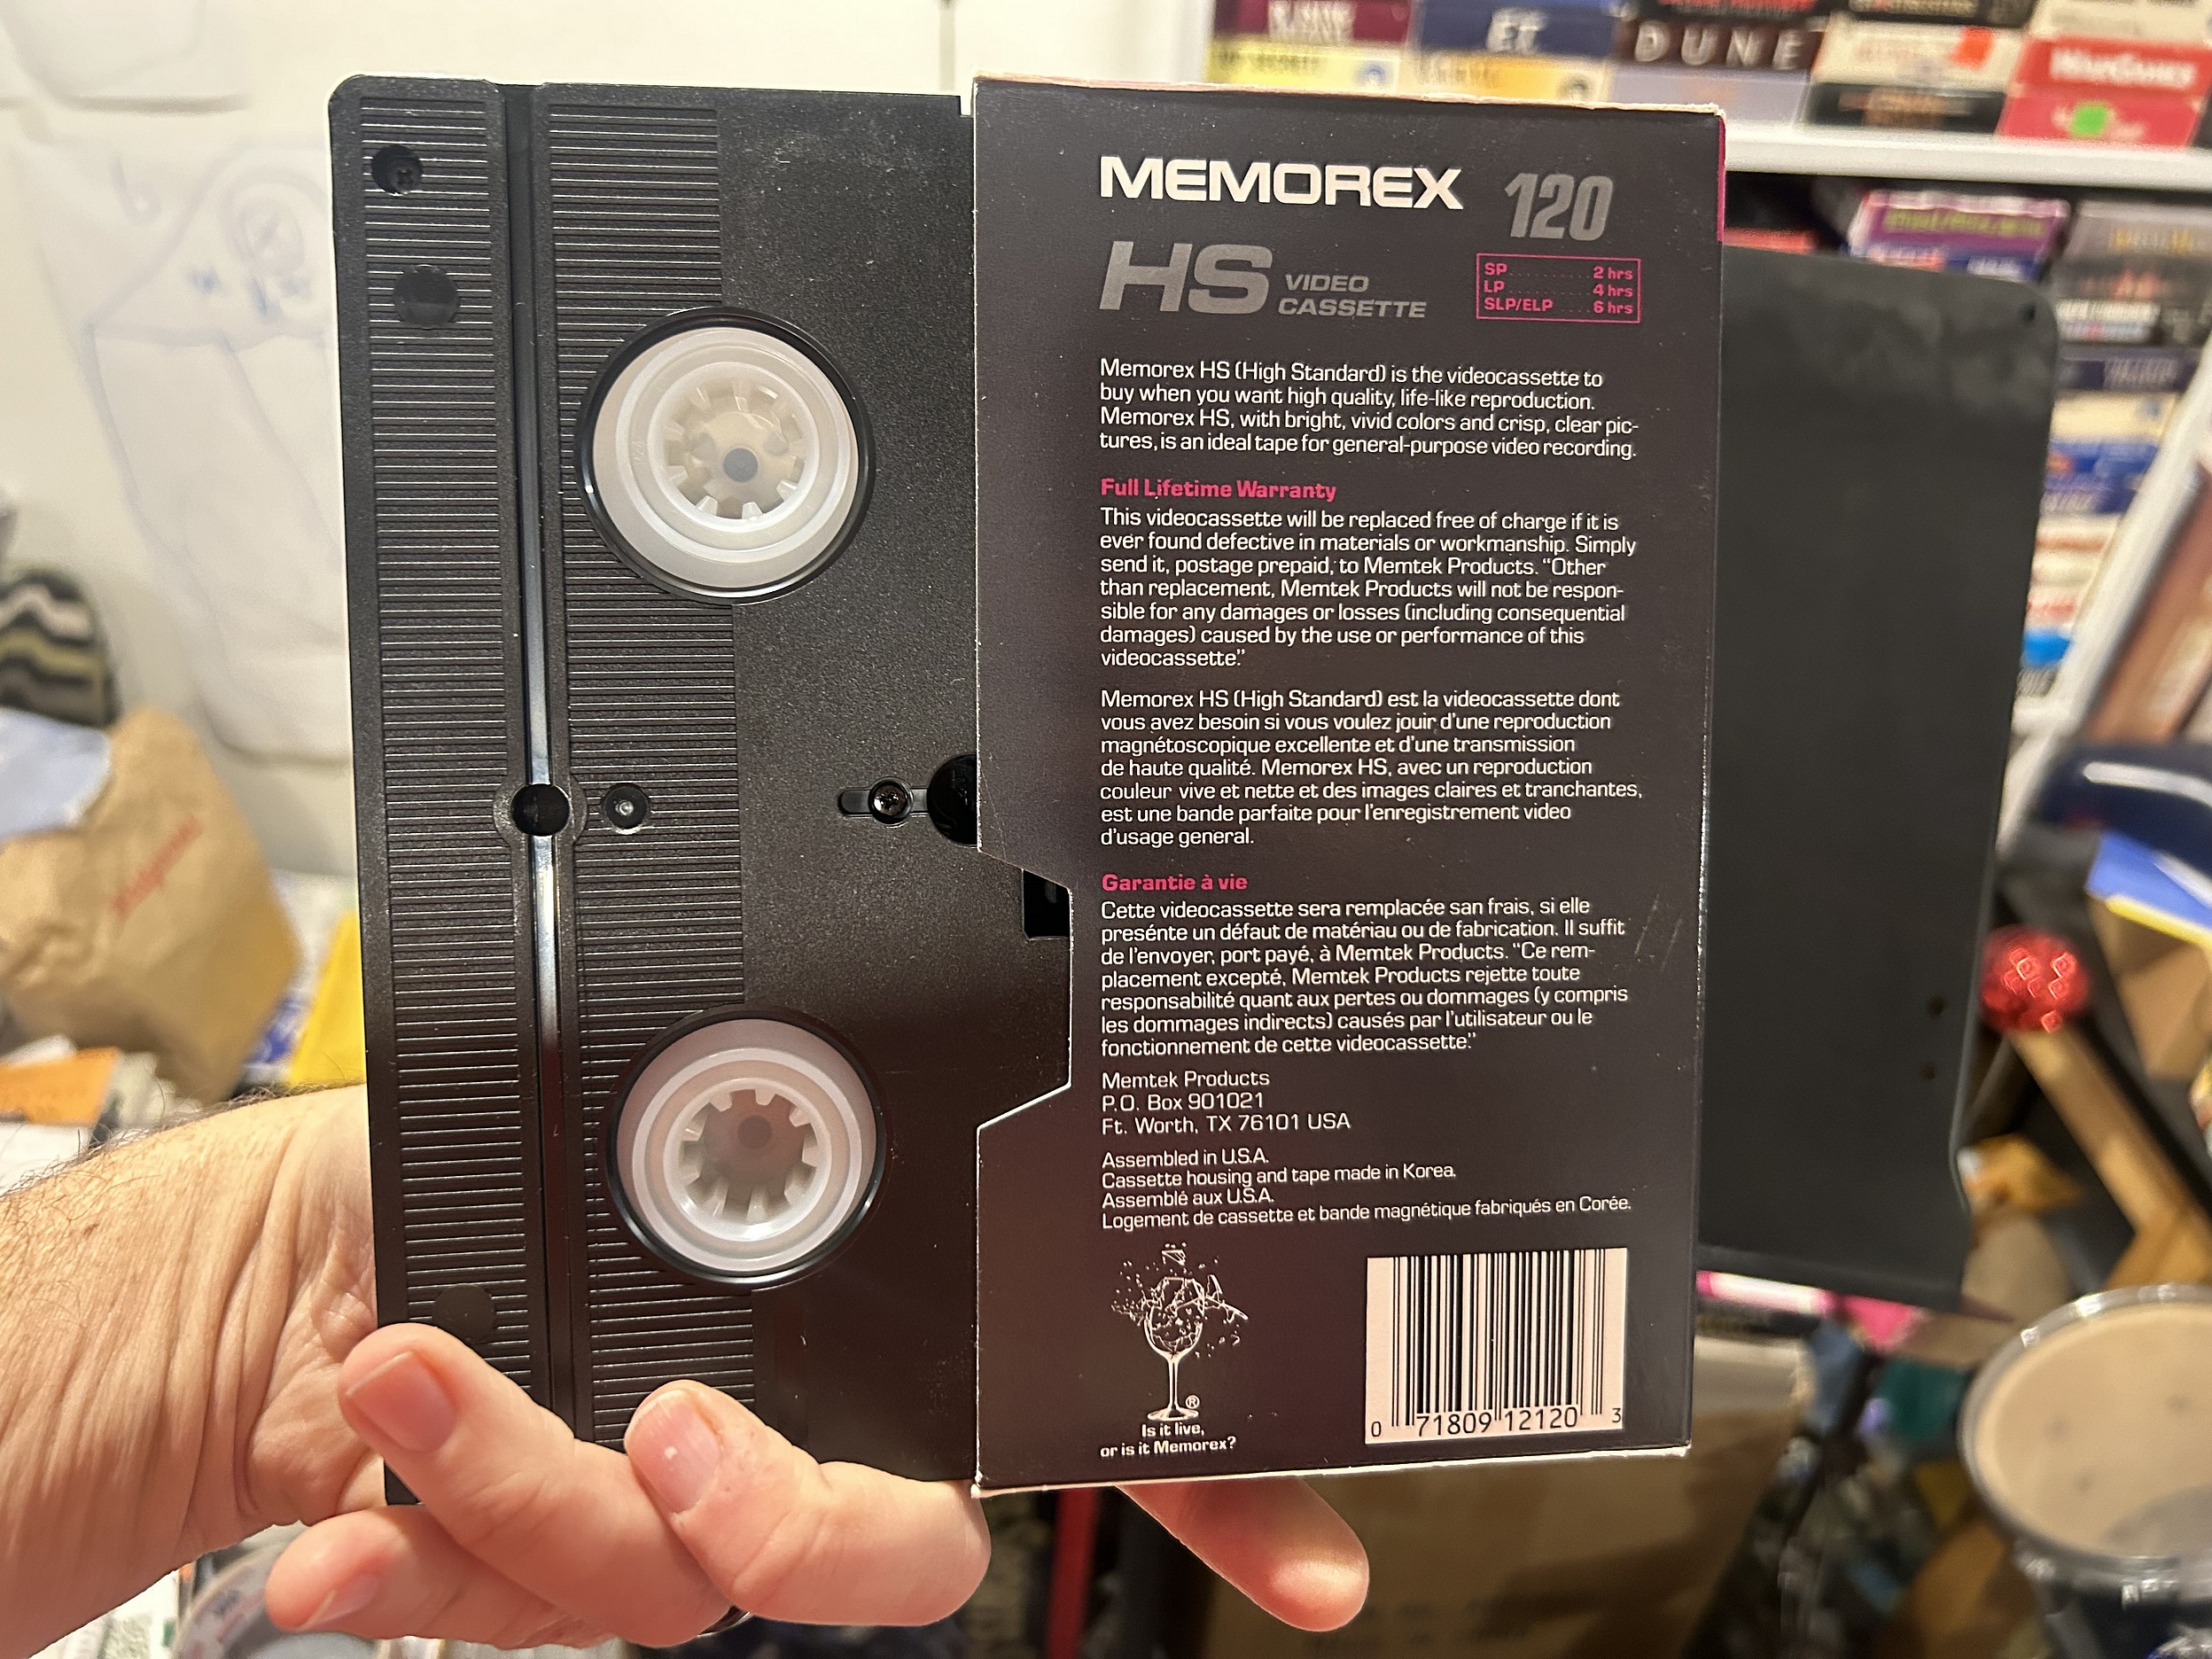 MEMOREX 120
HS VIDEO
CASSETTE
SP . . . . . . . . . . 2 hrs
LP . . . . . . . . . . 4 hrs
SLP/ELP . . . . 6 hrs
Memorex HS (High Standard) is the videocassette to
buy when you want high quality, life-like reproduction.
Memorex HS, with bright, vivid colors and crisp, clear pic-
tures, is an ideal tape for general-purpose video recording.
Full Lifetime Warranty
This videocassette will be replaced free of charge if it is
ever found defective in materials or workmanship. Simply
send it, postage prepaid, to Memtek Products. “Other
than replacement, Memtek Products will not be respon-
sible for any damages or losses (including consequential
damages) caused by the use or performance of this
videocassette.”
Memorex HS (High Standard) est la videocassette dont
vous avez besoin si vous voulez jouir d'une reproduction
magnétoscopique excellente et d'une transmission
de haute qualité. Memorex HS, avec un reproduction
couleur vive et nette et des images claires et tranchantes,
est une bande parfaite pour l'enregistrement video
d'usage general.
Garantie à vie
Cette videocassette sera remplacée san frais, si elle
presénte un défaut de matériau ou de fabrication. Il suffit
de l'envoyer, port payé, à Memtek Products. “Ce rem-
placement excepté, Memtek Products rejette toute
responsabilité quant aux pertes ou dommages (y compris
les dommages indirects) causés par l'utilisateur ou le
fonctionnement de cette videocassette.”
Memtek Products
P.O. Box 901021
Ft. Worth, TX 76101 USA
Assembled in U.S.A.
Cassette housing and tape made in Korea.
Assemblé aux U.S.A.
Logement de cassette et bande magnétique fabriqués en Corée.
®
Is it live,
or is it Memorex?
0 71809 12120 3
E.T.
DUNE
WARGAMES